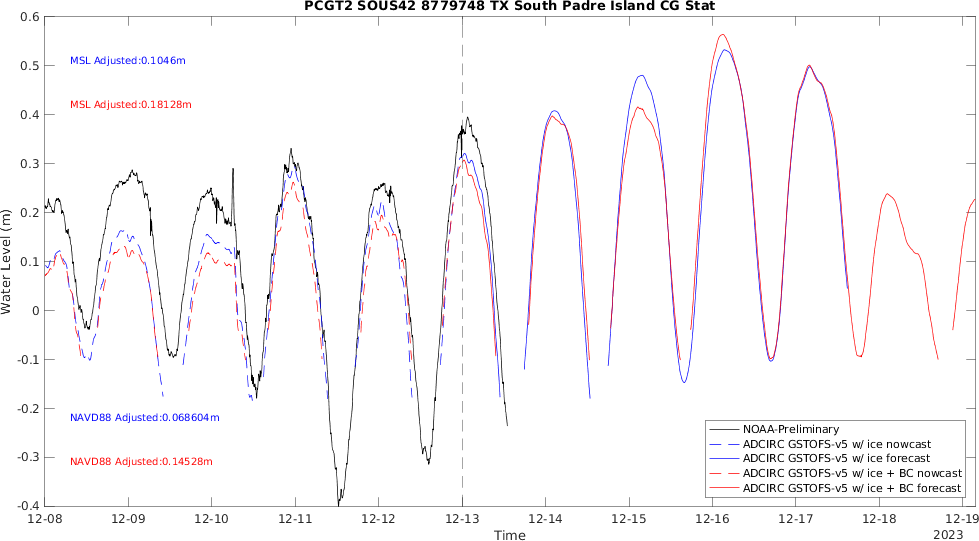 PCGT2 SOUS42 8779748 TX South Padre Island CG Stat
0.6
0.5
0.4
0.3
0.2
0.1
0
-0.1
-0.2
-0.3
-0.4
Water Level (m)
MSL Adjusted:0.1046m
MSL Adjusted:0.18128m
NAVD88 Adjusted:0.068604m
NAVD88 Adjusted:0.14528m
NOAA-Preliminary
ADCIRC GSTOFS-v5 w/ ice nowcast
ADCIRC GSTOFS-v5 w/ ice forecast
ADCIRC GSTOFS-v5 w/ ice + BC nowcast
ADCIRC GSTOFS-v5 w/ ice + BC forecast
12-08 12-09 12-10 12-11 12-12 12-13 12-14 12-15 12-16 12-17 12-18 12-19
Time
2023